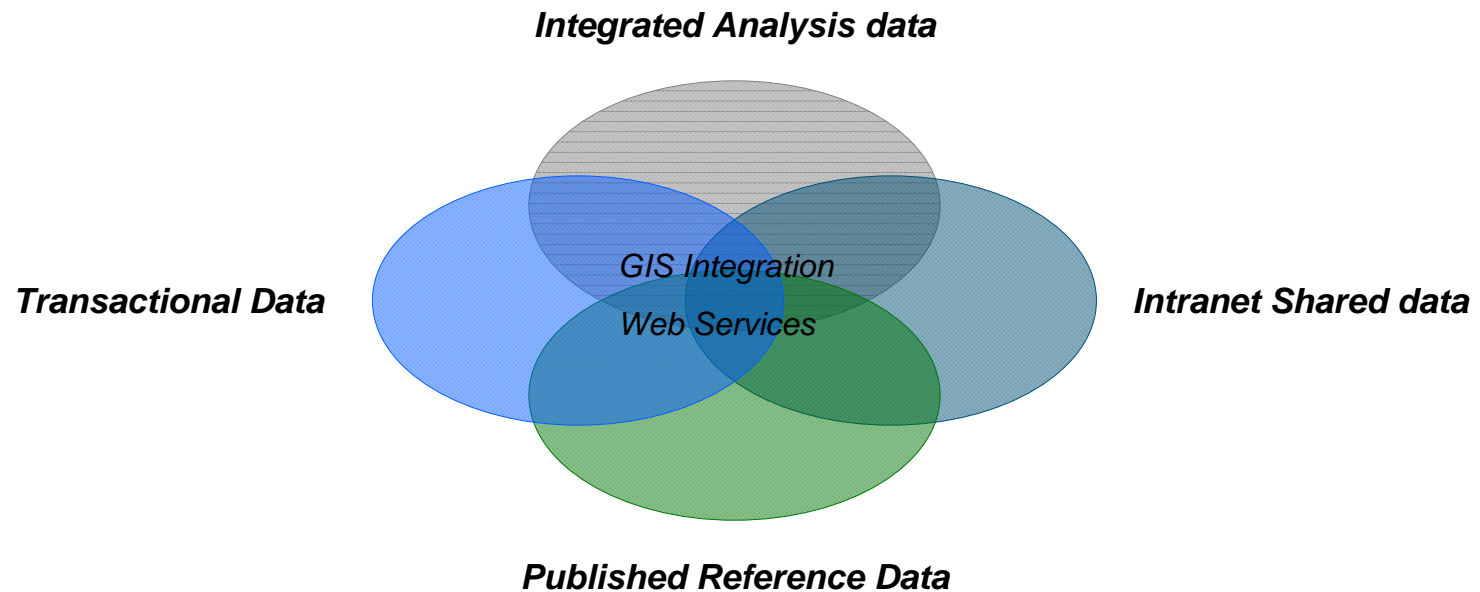 Integrated Analysis data
GIS Integration
Transactional Data
Intranet Shared data
Web Services
Published Reference Data